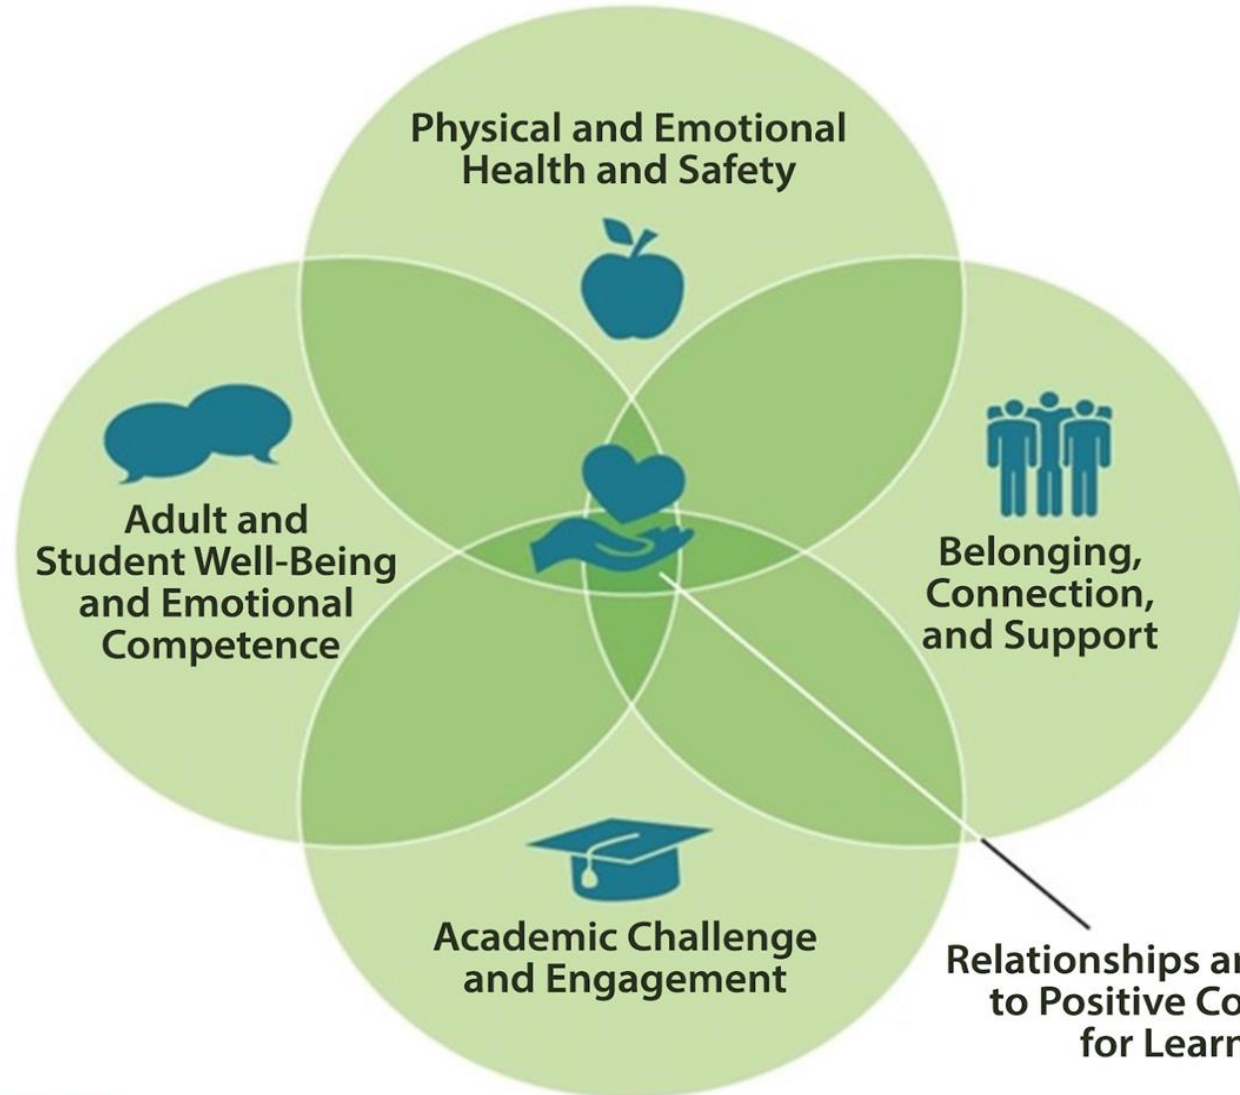 Physical and Emotional
Health and Safety
Adult and
Student Well-Being
and Emotional
Competence
Belonging,
Connection,
and Support
Academic Challenge
and Engagement
Relationships
to Positive
for